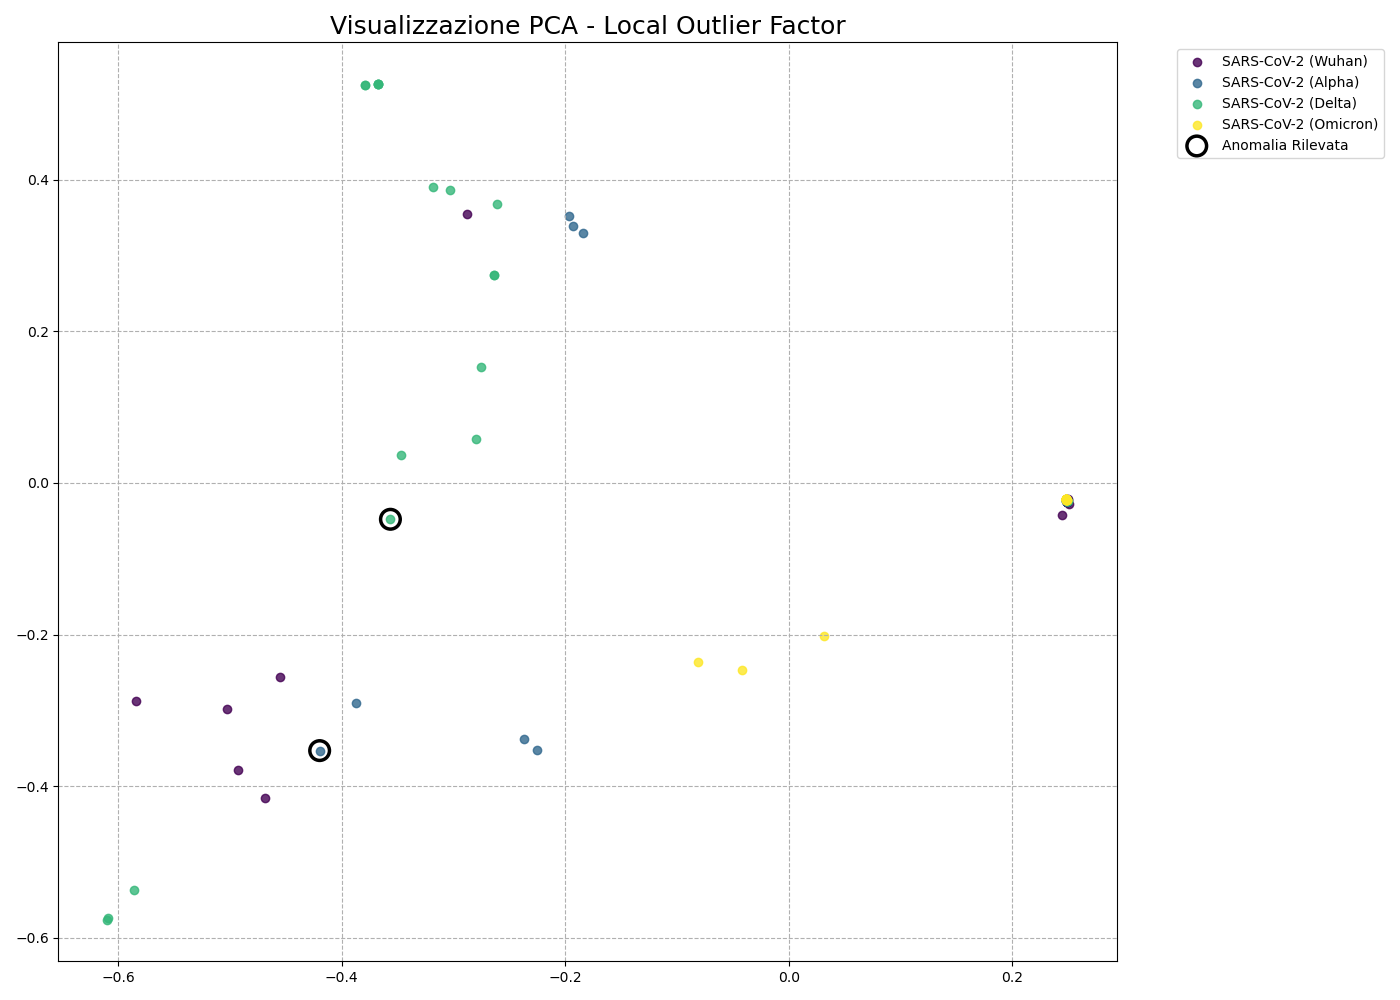 Visualizzazione PCA - Local Outlier Factor
SARS-CoV-2 (Wuhan)
SARS-CoV-2 (Alpha)
SARS-CoV-2 (Delta)
SARS-CoV-2 (Omicron)
Anomalia Rilevata
0.4
0.2
0.0
−0.2
−0.4
−0.6
−0.6 −0.4 −0.2 0.0 0.2